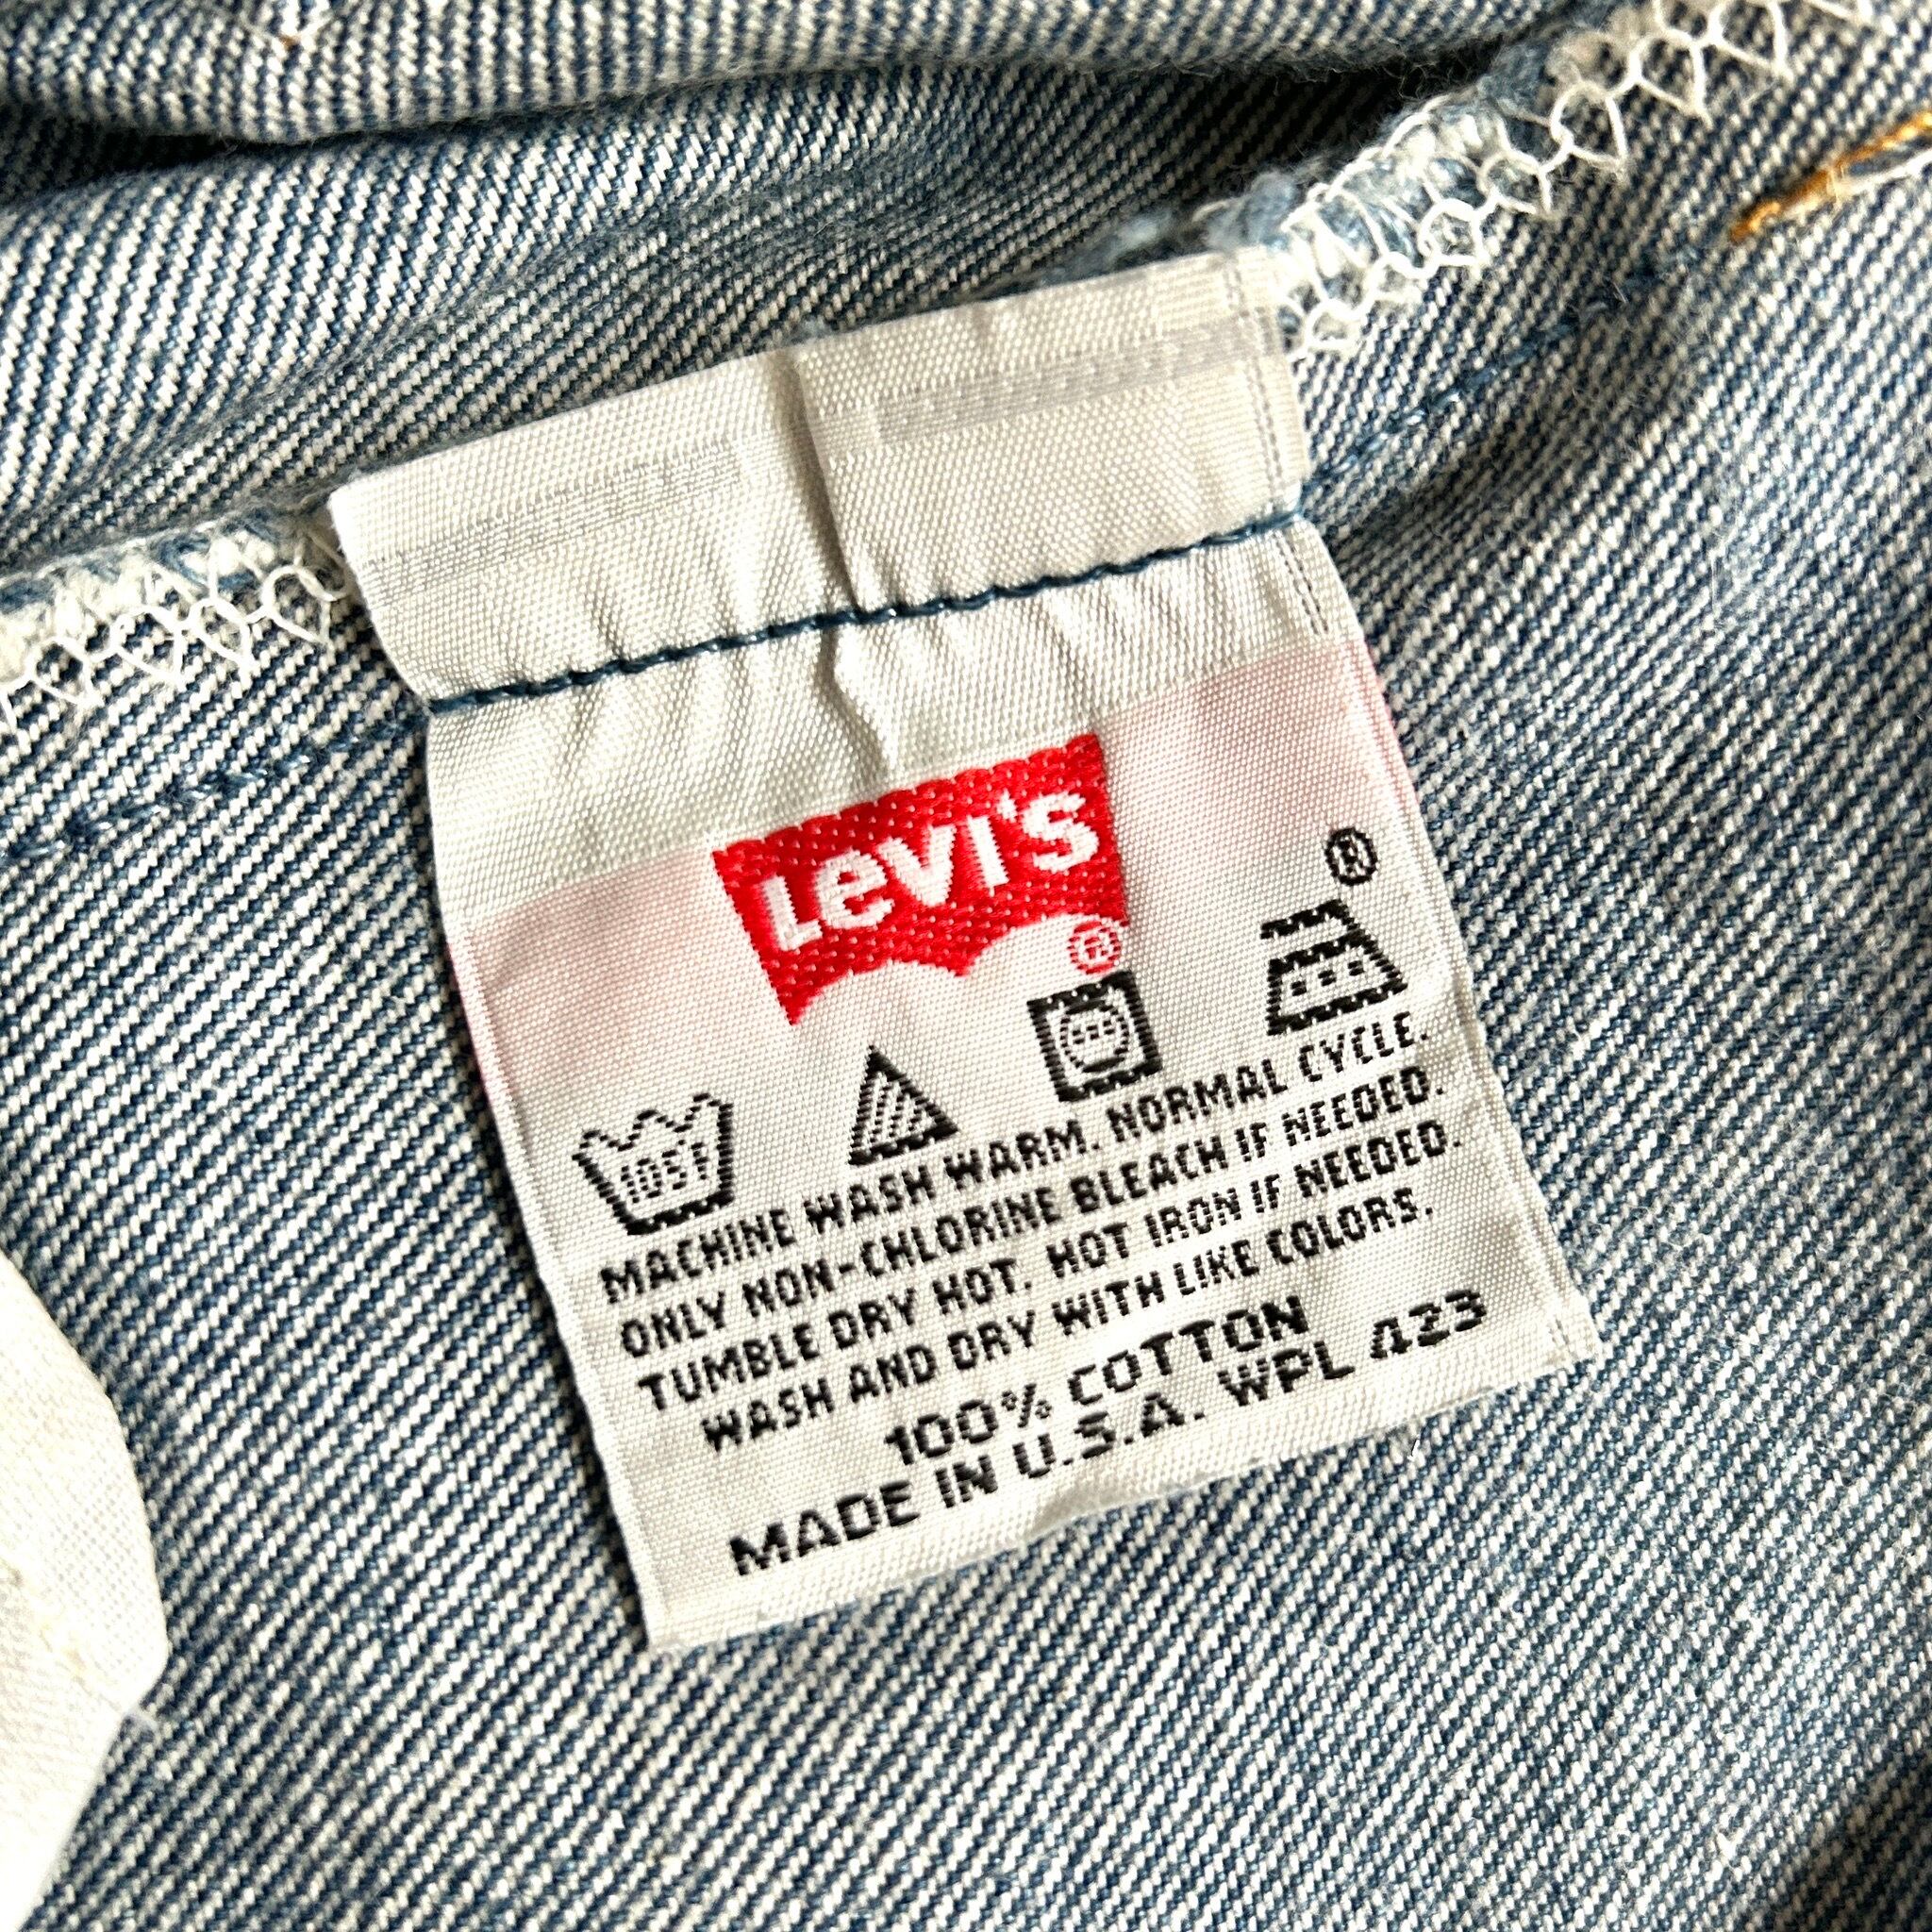 Levi's
®
®
105F
MACHINE WASH WARM. NORMAL CYCLE.
ONLY NON-CHLORINE BLEACH IF NEEDED.
TUMBLE DRY HOT. HOT IRON IF NEEDED.
WASH AND DRY WITH LIKE COLORS.
100% COTTON
MADE IN U.S.A. WPL 423